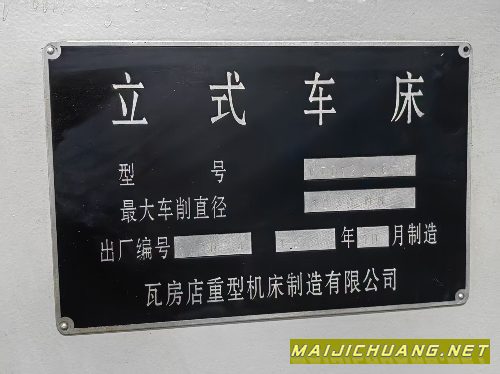 立式车床
型号
最大车削直径
出厂编号 年 月制造
瓦房店重型机床制造有限公司
MAIJICHUANG.NET